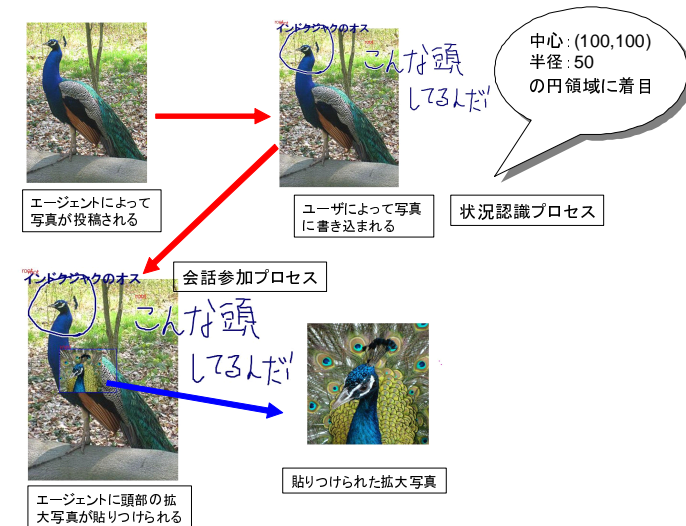 インドクジャクのオス
こんな頭
してるんだ!
中心：(100,100)
半径：50
の円領域に着目
エージェントによって
写真が投稿される
ユーザによって写真
に書き込まれる
状況認識プロセス
会話参加プロセス
インドクジャクのオス
こんな頭
してるんだ!
貼りつけられた拡大写真
エージェントに頭部の拡
大写真が貼りつけられる